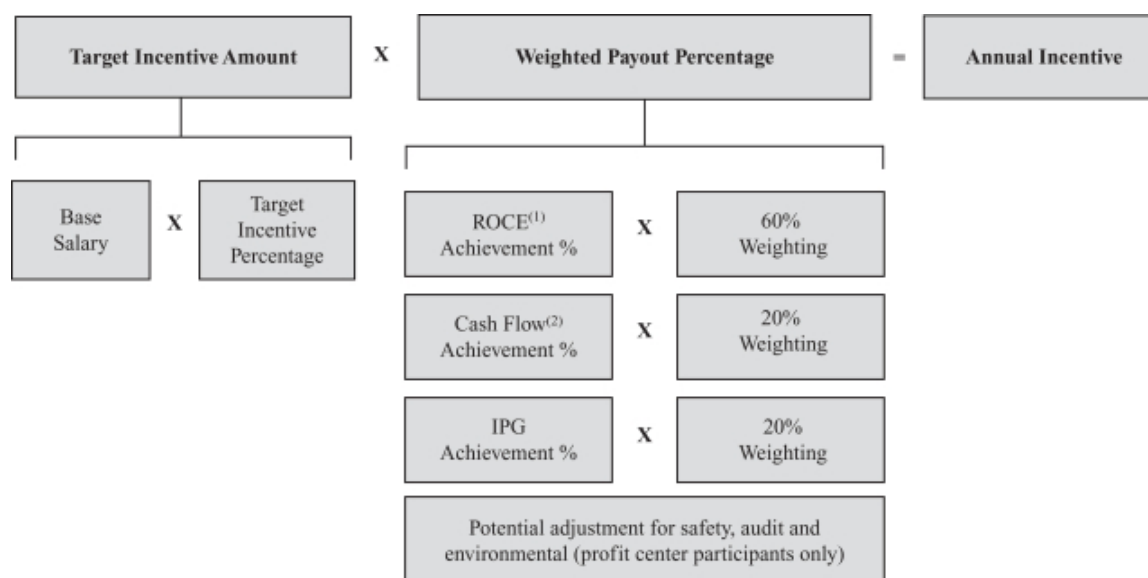 Target Incentive Amount X Weighted Payout Percentage = Annual Incentive
Base
Salary
X
Target
Incentive
Percentage
ROCE(1)
Achievement %
X
60%
Weighting
Cash Flow(2)
Achievement %
X
20%
Weighting
IPG
Achievement %
X
20%
Weighting
Potential adjustment for safety, audit and
environmental (profit center participants only)